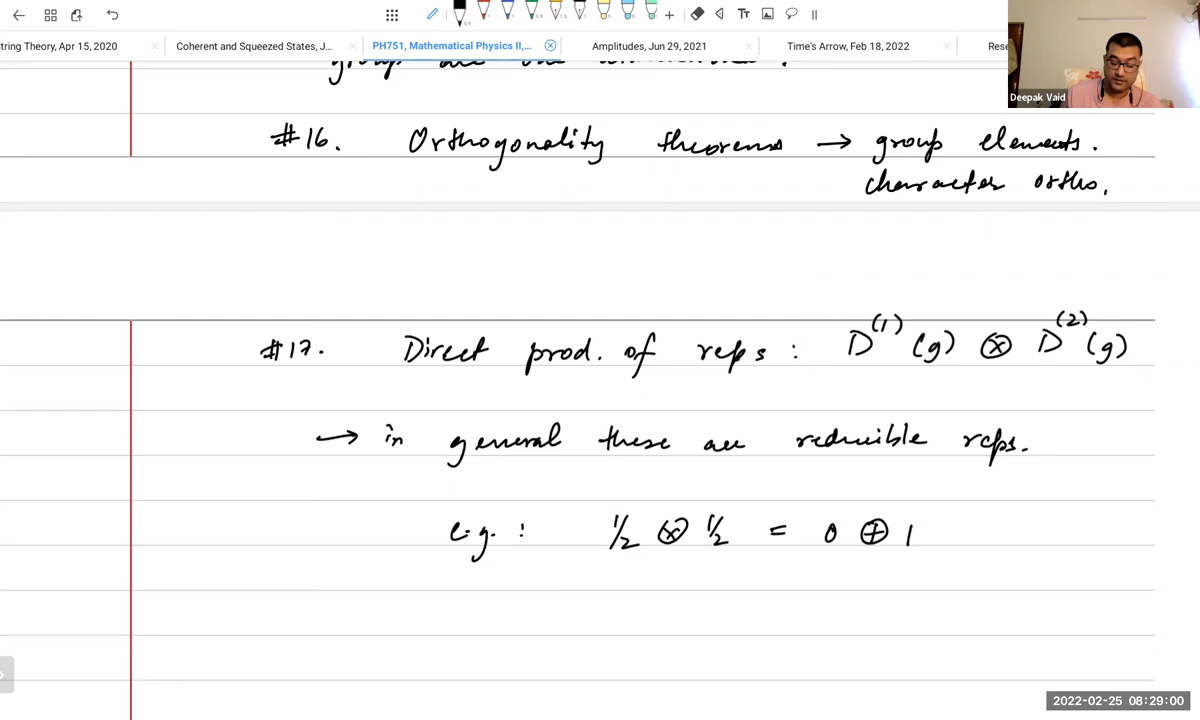 tring Theory, Apr 15, 2020 × Coherent and Squeezed States, J... × PH751, Mathematical Physics II,... Amplitudes, Jun 29, 2021 × Time's Arrow, Feb 18, 2022 × Rese
Deepak Vaid
group are the
#16. Orthogonality theorems → group elements.
character ortho.
#17. Direct prod. of reps : D⁽¹⁾(g) ⊗ D⁽²⁾(g)
→ in general these are reducible reps.
e.g. : 1/2 ⊗ 1/2 = 0 ⊕ 1
2022-02-25 08:29:00